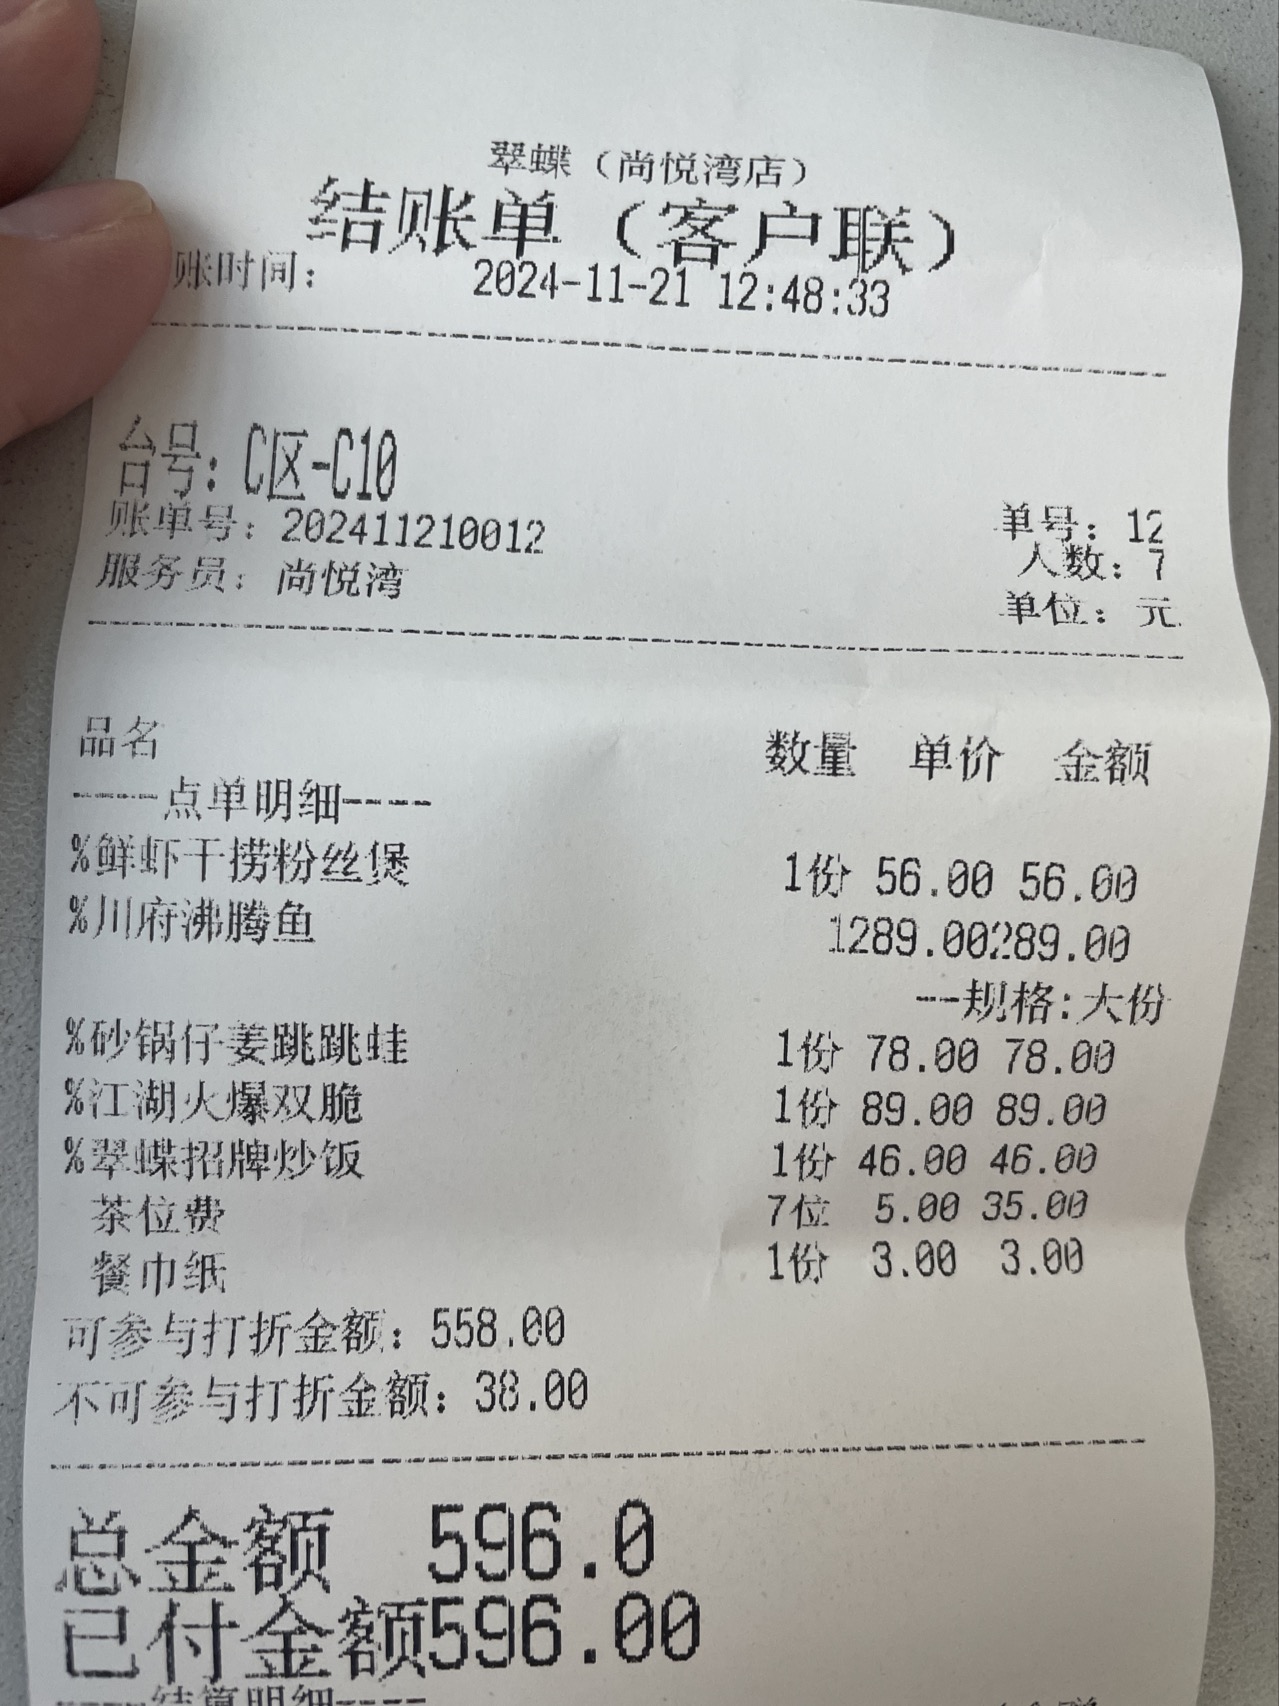 翠蝶（尚悦湾店）
结账单（客户联）
账时间： 2024-11-21 12:48:33
台号：C区-C10
账单号：202411210012 单号：12
服务员：尚悦湾 人数：7
单位：元
品名 数量 单价 金额
----点单明细----
%鲜虾干捞粉丝煲 1份 56.00 56.00
%川府沸腾鱼 1289.00289.00
--规格:大份
%砂锅仔姜跳跳蛙 1份 78.00 78.00
%江湖火爆双脆 1份 89.00 89.00
%翠蝶招牌炒饭 1份 46.00 46.00
茶位费 7位 5.00 35.00
餐巾纸 1份 3.00 3.00
可参与打折金额：558.00
不可参与打折金额：38.00
总金额 596.0
已付金额596.00
----结算明细----